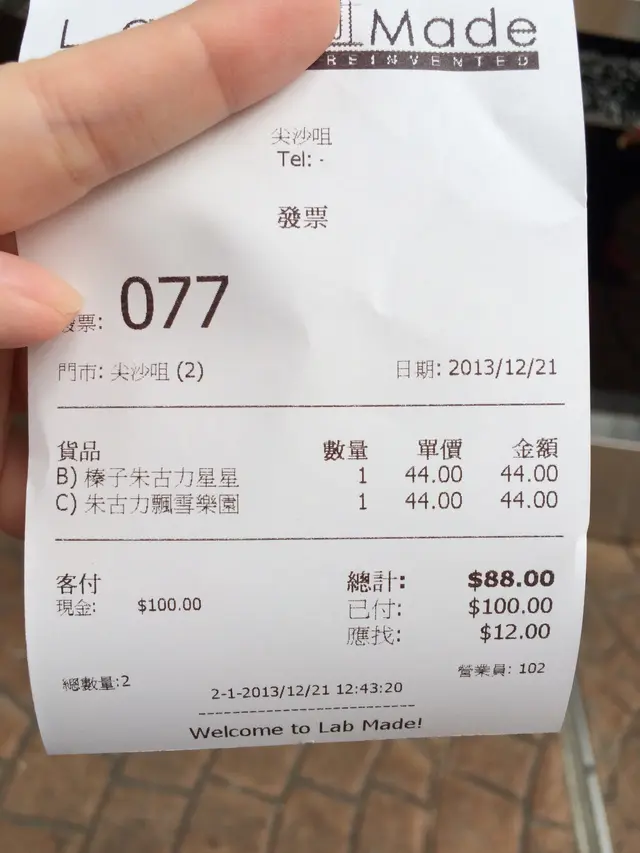 Made
REINVENTED
尖沙咀
Tel: -
發票
票: 077
門市: 尖沙咀 (2) 日期: 2013/12/21
貨品 數量 單價 金額
B) 榛子朱古力星星 1 44.00 44.00
C) 朱古力飄雪樂園 1 44.00 44.00
客付 總計: $88.00
現金: $100.00 已付: $100.00
應找: $12.00
總數量:2 營業員: 102
2-1-2013/12/21 12:43:20
Welcome to Lab Made!